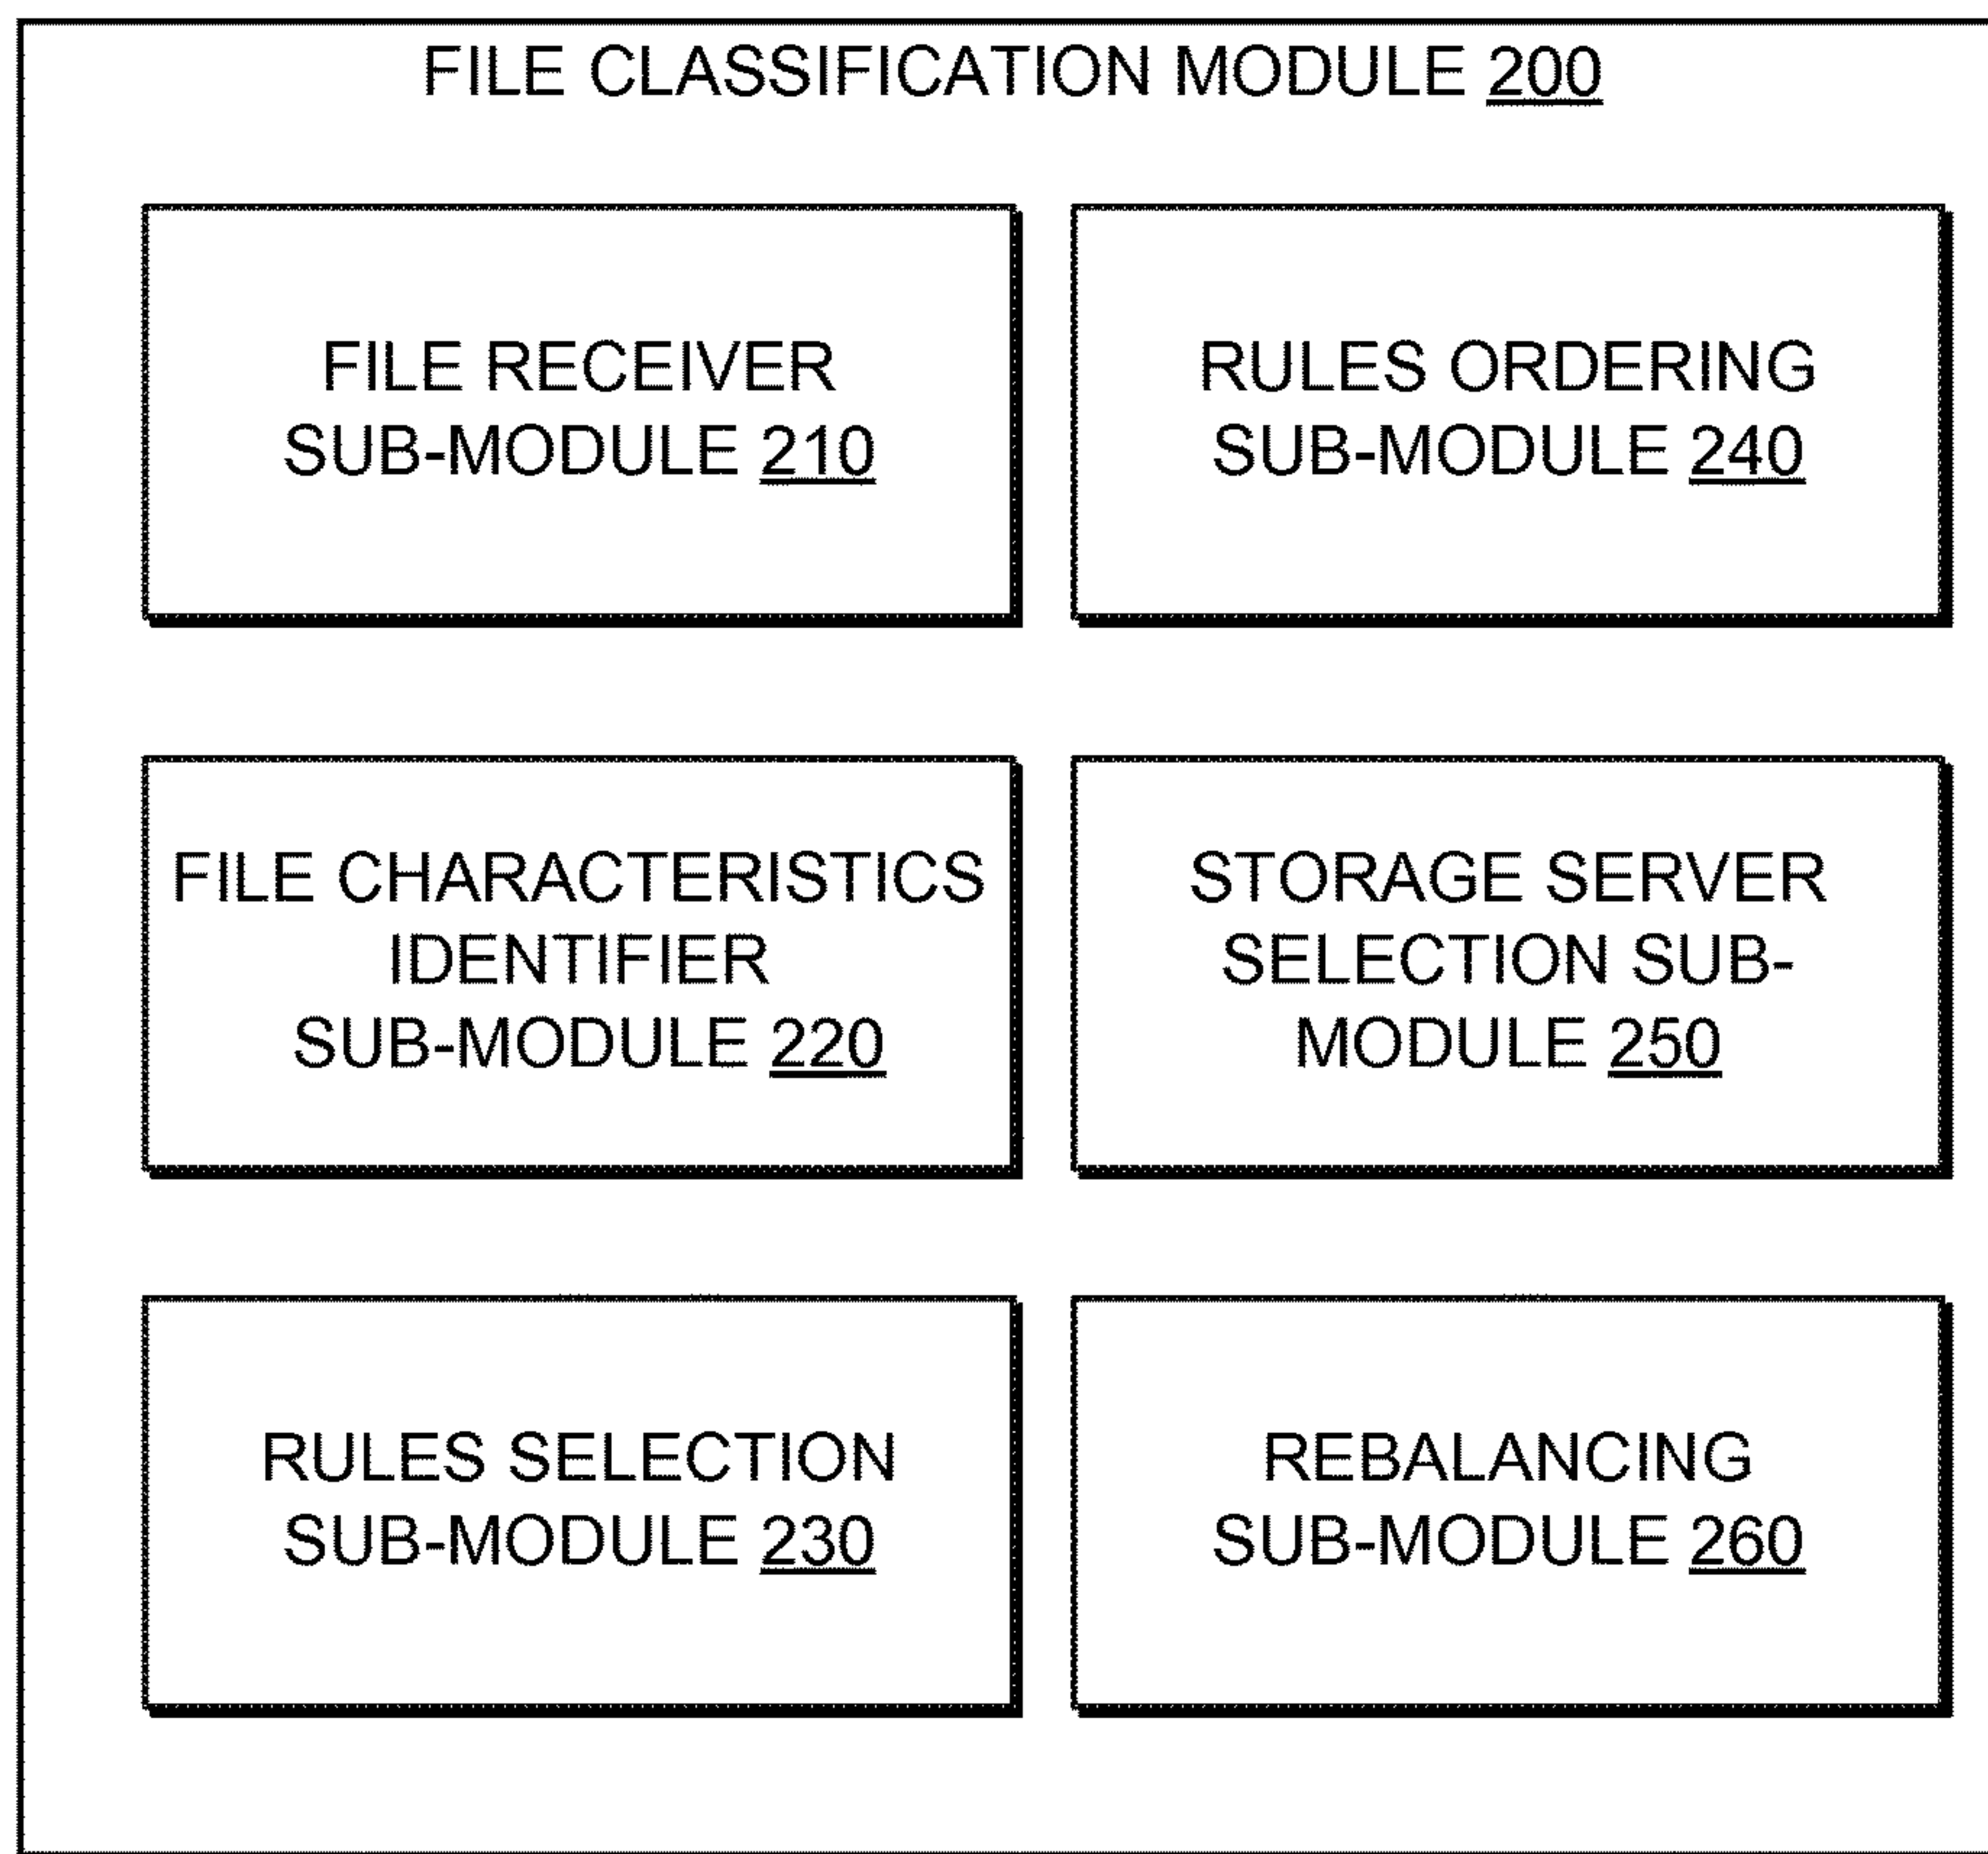 FILE CLASSIFICATION MODULE 200
FILE RECEIVER
SUB-MODULE 210
RULES ORDERING
SUB-MODULE 240
FILE CHARACTERISTICS
IDENTIFIER
SUB-MODULE 220
STORAGE SERVER
SELECTION SUB-
MODULE 250
RULES SELECTION
SUB-MODULE 230
REBALANCING
SUB-MODULE 260